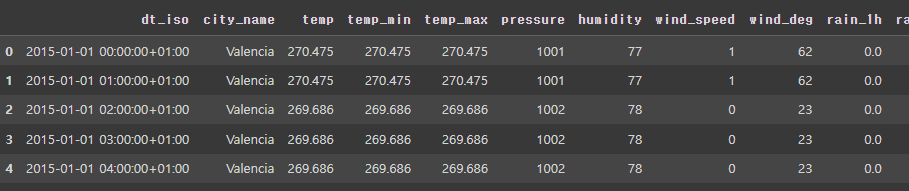 dt_iso city_name temp temp_min temp_max pressure humidity wind_speed wind_deg rain_1h
0 2015-01-01 00:00:00+01:00 Valencia 270.475 270.475 270.475 1001 77 1 62 0.0
1 2015-01-01 01:00:00+01:00 Valencia 270.475 270.475 270.475 1001 77 1 62 0.0
2 2015-01-01 02:00:00+01:00 Valencia 269.686 269.686 269.686 1002 78 0 23 0.0
3 2015-01-01 03:00:00+01:00 Valencia 269.686 269.686 269.686 1002 78 0 23 0.0
4 2015-01-01 04:00:00+01:00 Valencia 269.686 269.686 269.686 1002 78 0 23 0.0